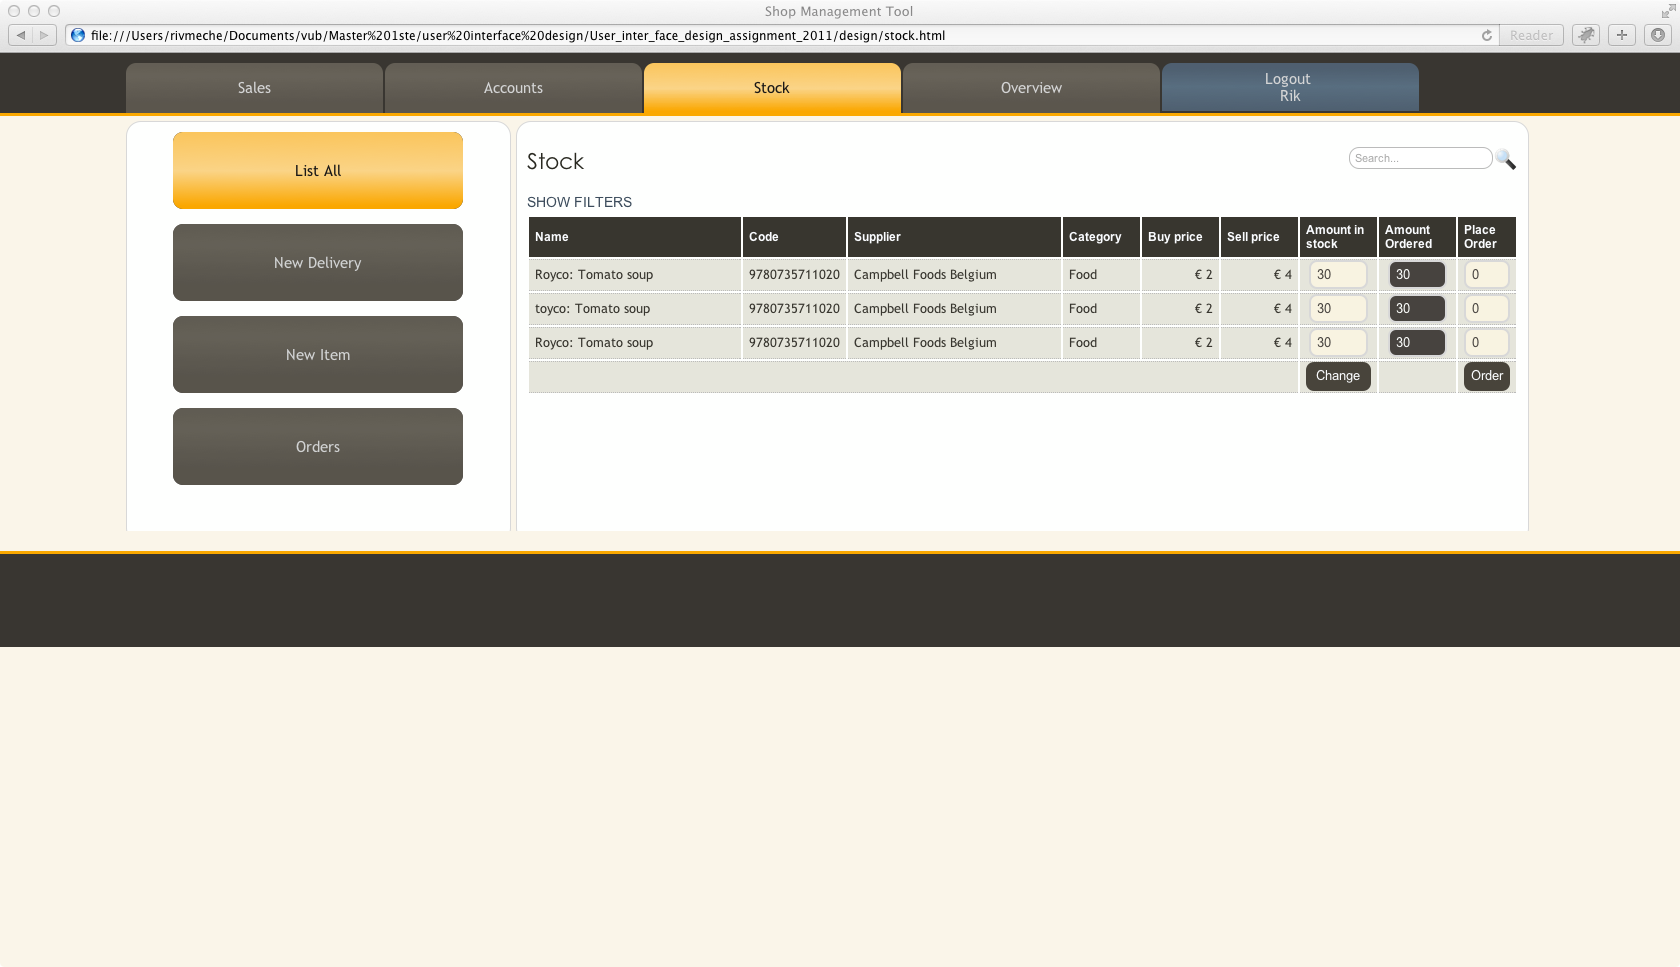 Shop Management Tool
file:///Users/rivmeche/Documents/vub/Master%201ste/user%20interface%20design/User_inter_face_design_assignment_2011/design/stock.html
Reader
Sales Accounts Stock Overview Logout
Rik
List All
New Delivery
New Item
Orders
Stock
Search...
SHOW FILTERS
Name Code Supplier Category Buy price Sell price Amount in stock Amount Ordered Place Order
Royco: Tomato soup 9780735711020 Campbell Foods Belgium Food € 2 € 4 30 30 0
toyco: Tomato soup 9780735711020 Campbell Foods Belgium Food € 2 € 4 30 30 0
Royco: Tomato soup 9780735711020 Campbell Foods Belgium Food € 2 € 4 30 30 0
Change Order